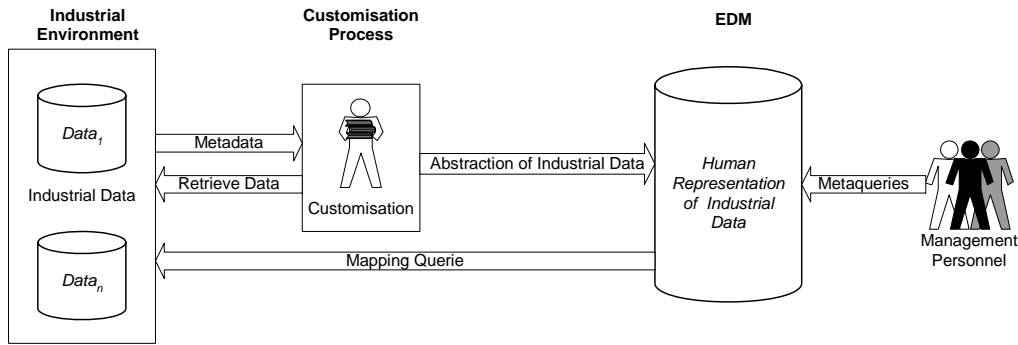 Industrial
Environment
Customisation
Process
EDM
Data1
Industrial Data
Datan
Metadata
Retrieve Data
Customisation
Abstraction of Industrial Data
Mapping Querie
Human
Representation
of Industrial
Data
Metaqueries
Management
Personnel